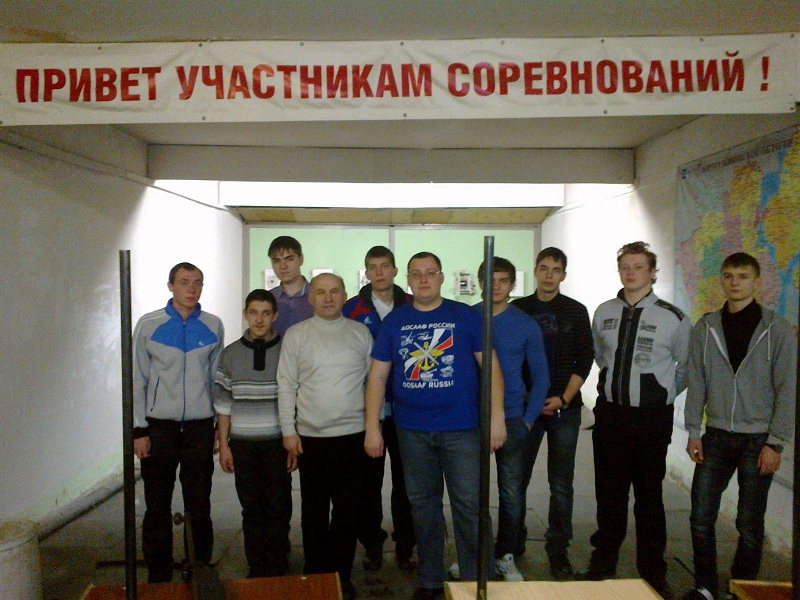 ПРИВЕТ УЧАСТНИКАМ СОРЕВНОВАНИЙ !
ДОСААФ РОССИИ
DOSAAF RUSSIA